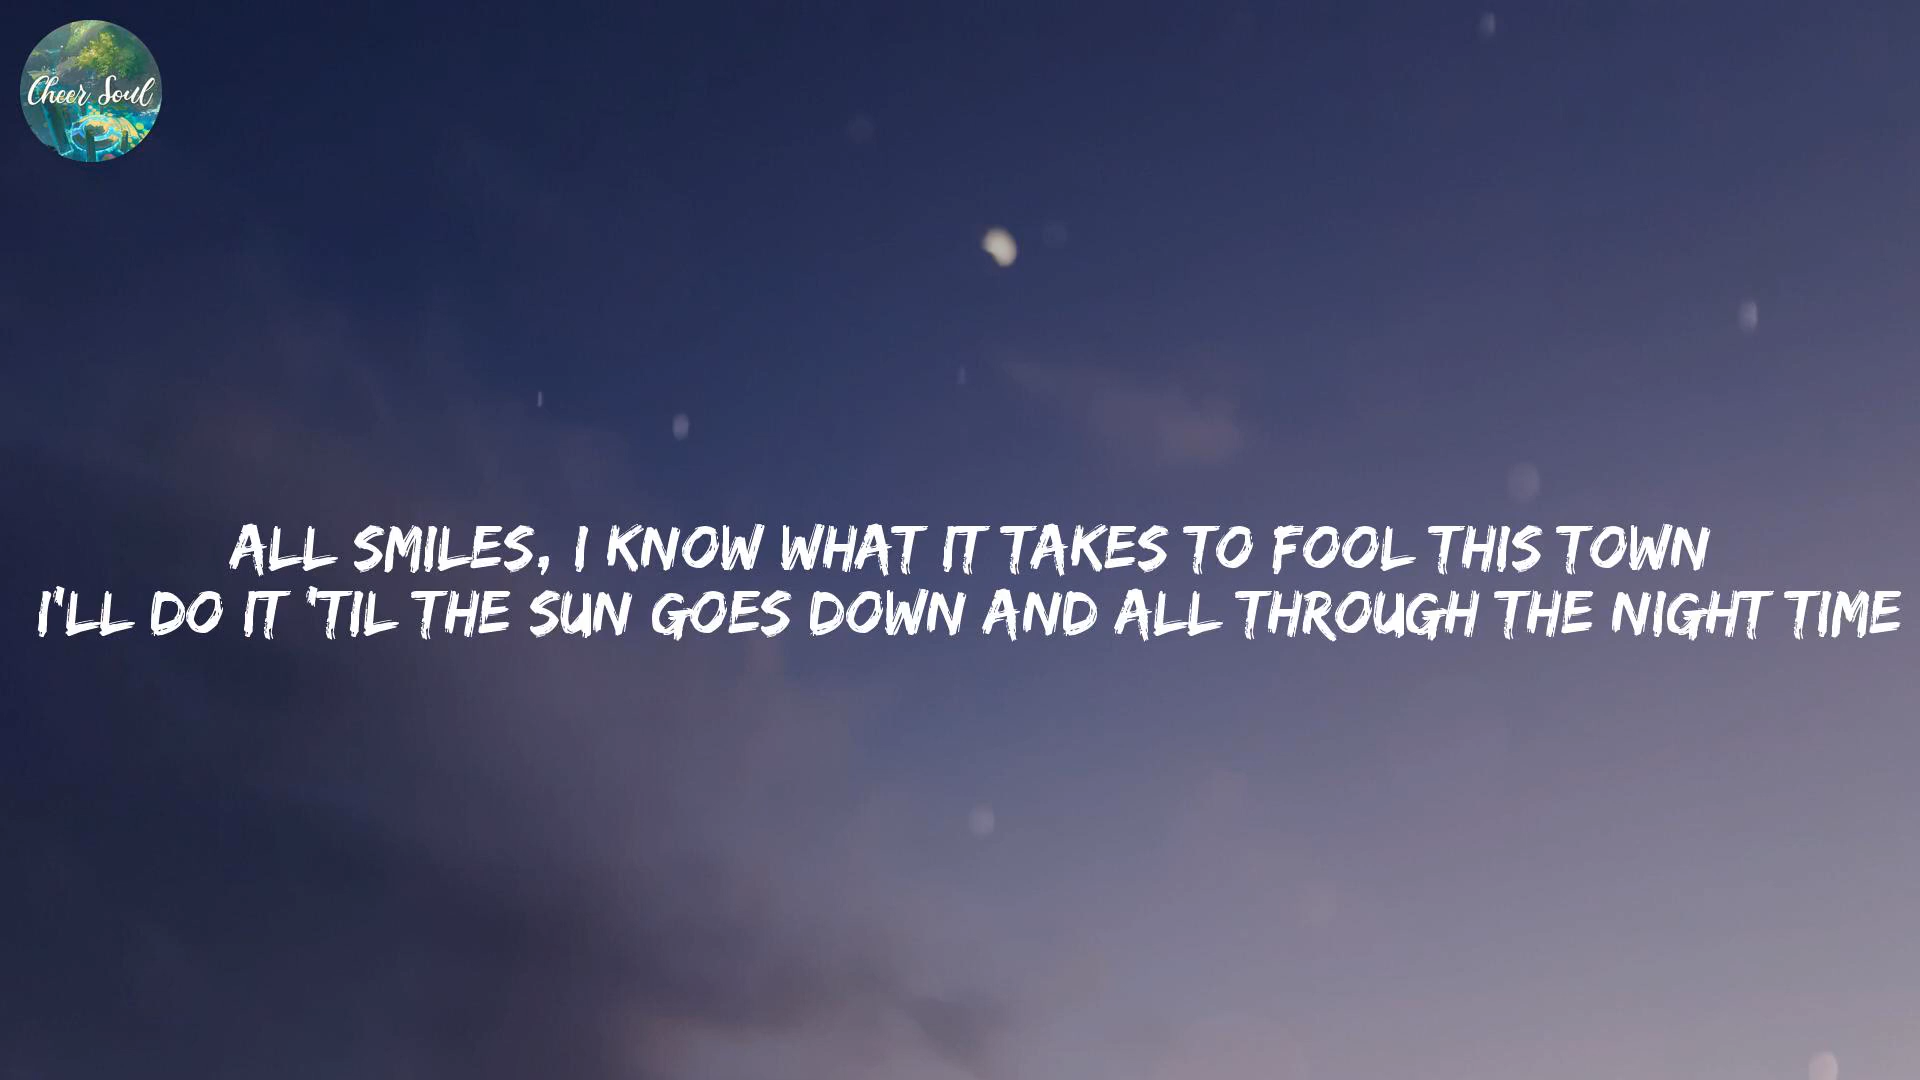 Cheer Soul
ALL SMILES, I KNOW WHAT IT TAKES TO FOOL THIS TOWN
I'LL DO IT 'TIL THE SUN GOES DOWN AND ALL THROUGH THE NIGHT TIME